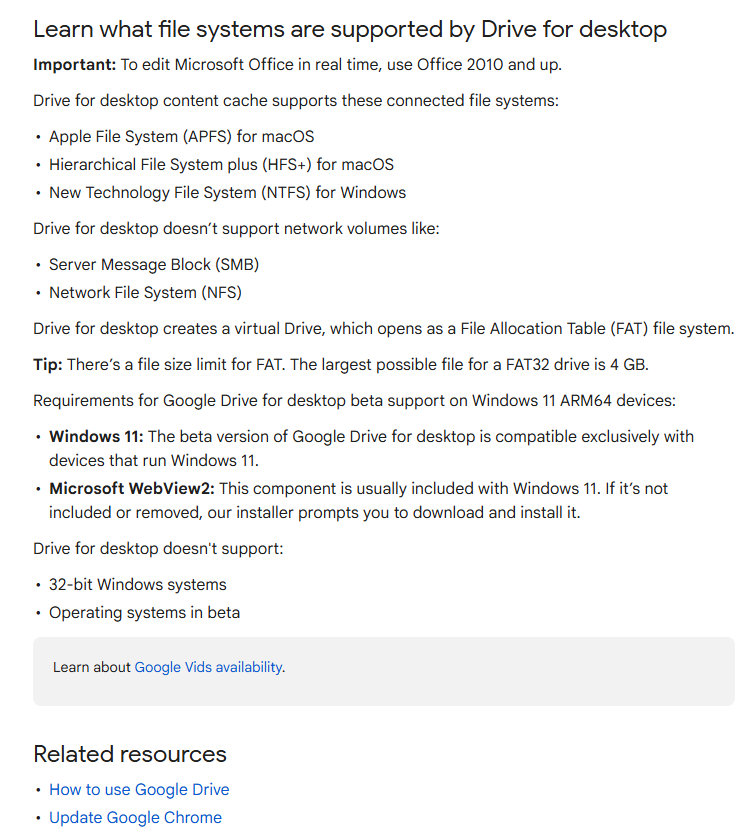 Learn what file systems are supported by Drive for desktop
Important: To edit Microsoft Office in real time, use Office 2010 and up.
Drive for desktop content cache supports these connected file systems:
• Apple File System (APFS) for macOS
• Hierarchical File System plus (HFS+) for macOS
• New Technology File System (NTFS) for Windows
Drive for desktop doesn’t support network volumes like:
• Server Message Block (SMB)
• Network File System (NFS)
Drive for desktop creates a virtual Drive, which opens as a File Allocation Table (FAT) file system.
Tip: There’s a file size limit for FAT. The largest possible file for a FAT32 drive is 4 GB.
Requirements for Google Drive for desktop beta support on Windows 11 ARM64 devices:
• Windows 11: The beta version of Google Drive for desktop is compatible exclusively with
devices that run Windows 11.
• Microsoft WebView2: This component is usually included with Windows 11. If it’s not
included or removed, our installer prompts you to download and install it.
Drive for desktop doesn't support:
• 32-bit Windows systems
• Operating systems in beta
Learn about Google Vids availability.
Related resources
• How to use Google Drive
• Update Google Chrome